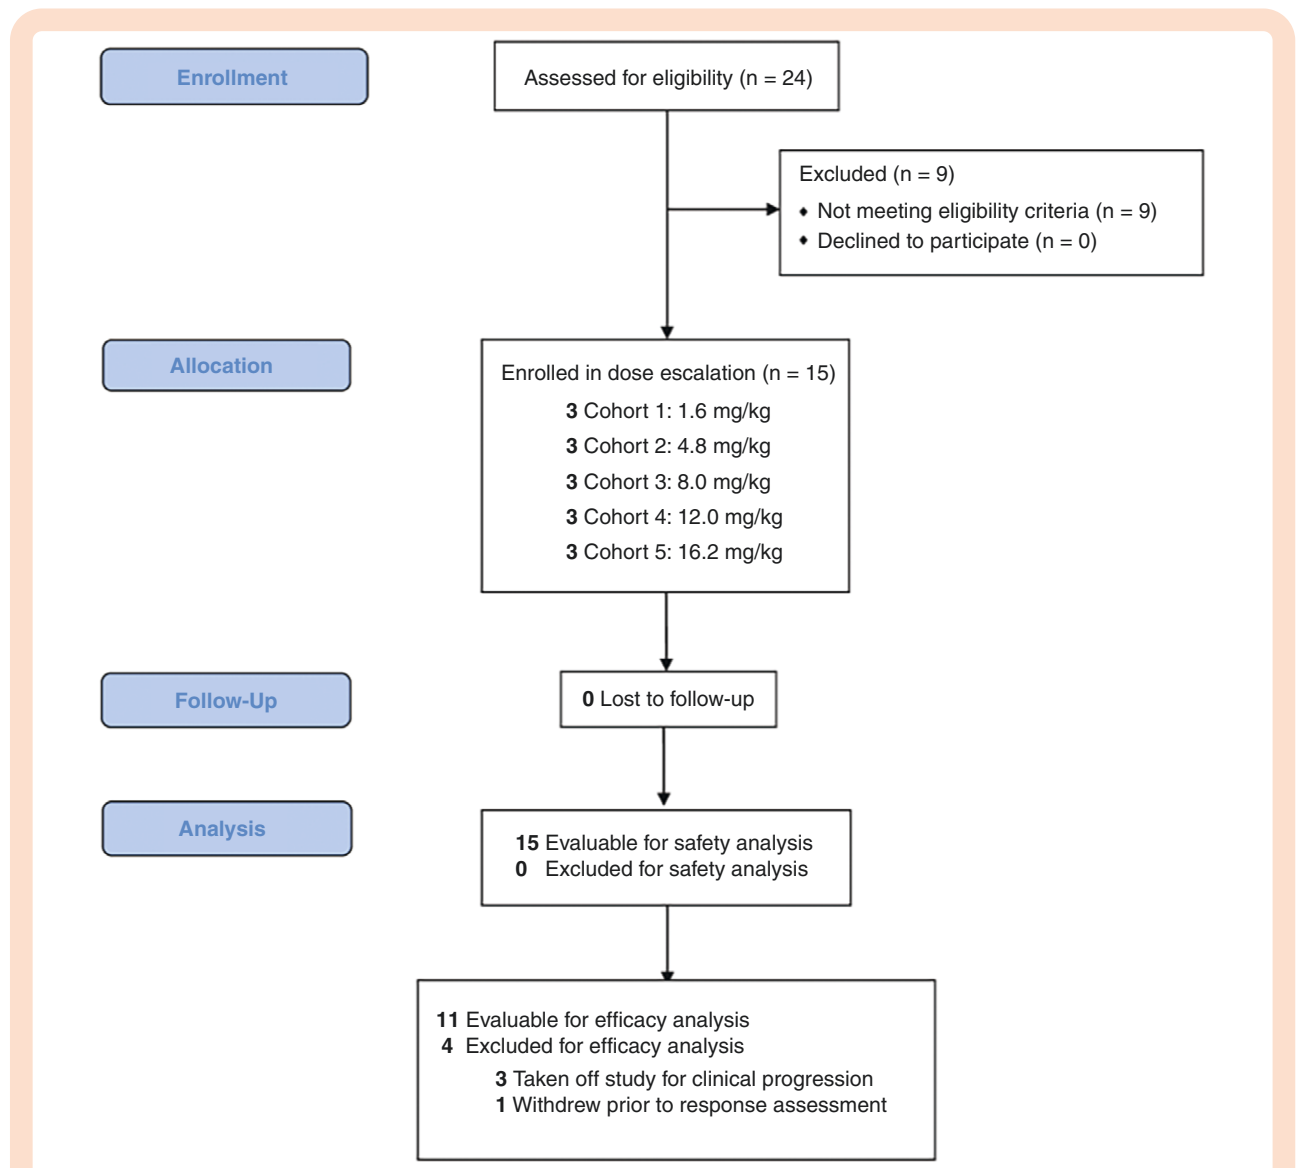 Enrollment
Assessed for eligibility (n = 24)
Excluded (n = 9)
♦ Not meeting eligibility criteria (n = 9)
♦ Declined to participate (n = 0)
Allocation
Enrolled in dose escalation (n = 15)
3 Cohort 1: 1.6 mg/kg
3 Cohort 2: 4.8 mg/kg
3 Cohort 3: 8.0 mg/kg
3 Cohort 4: 12.0 mg/kg
3 Cohort 5: 16.2 mg/kg
Follow-Up
0 Lost to follow-up
Analysis
15 Evaluable for safety analysis
0 Excluded for safety analysis
11 Evaluable for efficacy analysis
4 Excluded for efficacy analysis
3 Taken off study for clinical progression
1 Withdrew prior to response assessment